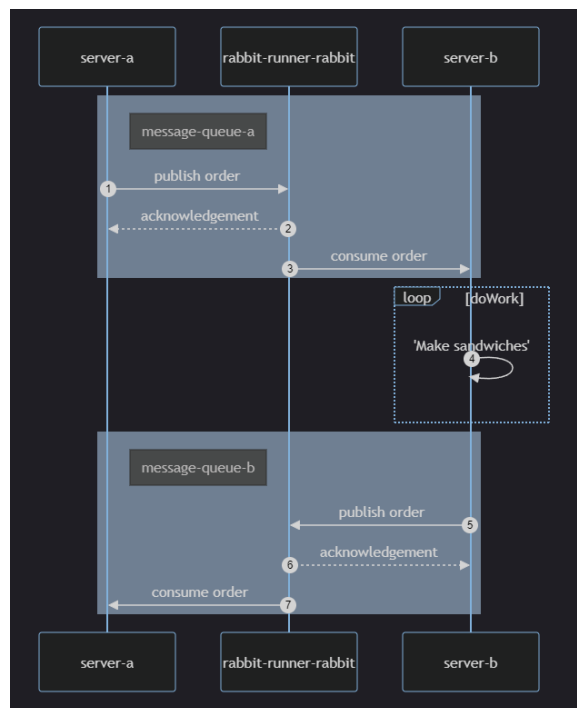 server-a
rabbit-runner-rabbit
server-b
message-queue-a
publish order
1
acknowledgement
2
consume order
3
loop
[doWork]
'Make sandwiches'
4
message-queue-b
publish order
5
acknowledgement
6
consume order
7
server-a
rabbit-runner-rabbit
server-b